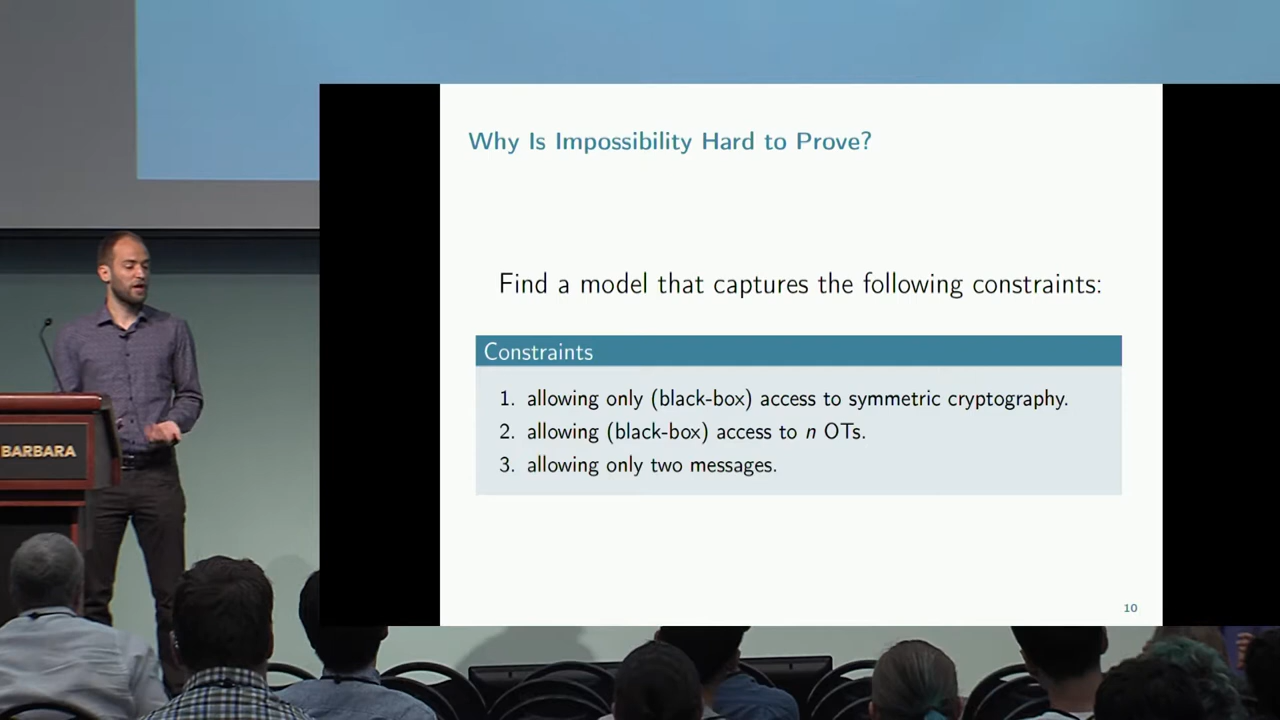 Why Is Impossibility Hard to Prove?
Find a model that captures the following constraints:
Constraints
1. allowing only (black-box) access to symmetric cryptography.
2. allowing (black-box) access to n OTs.
3. allowing only two messages.
10
BARBARA